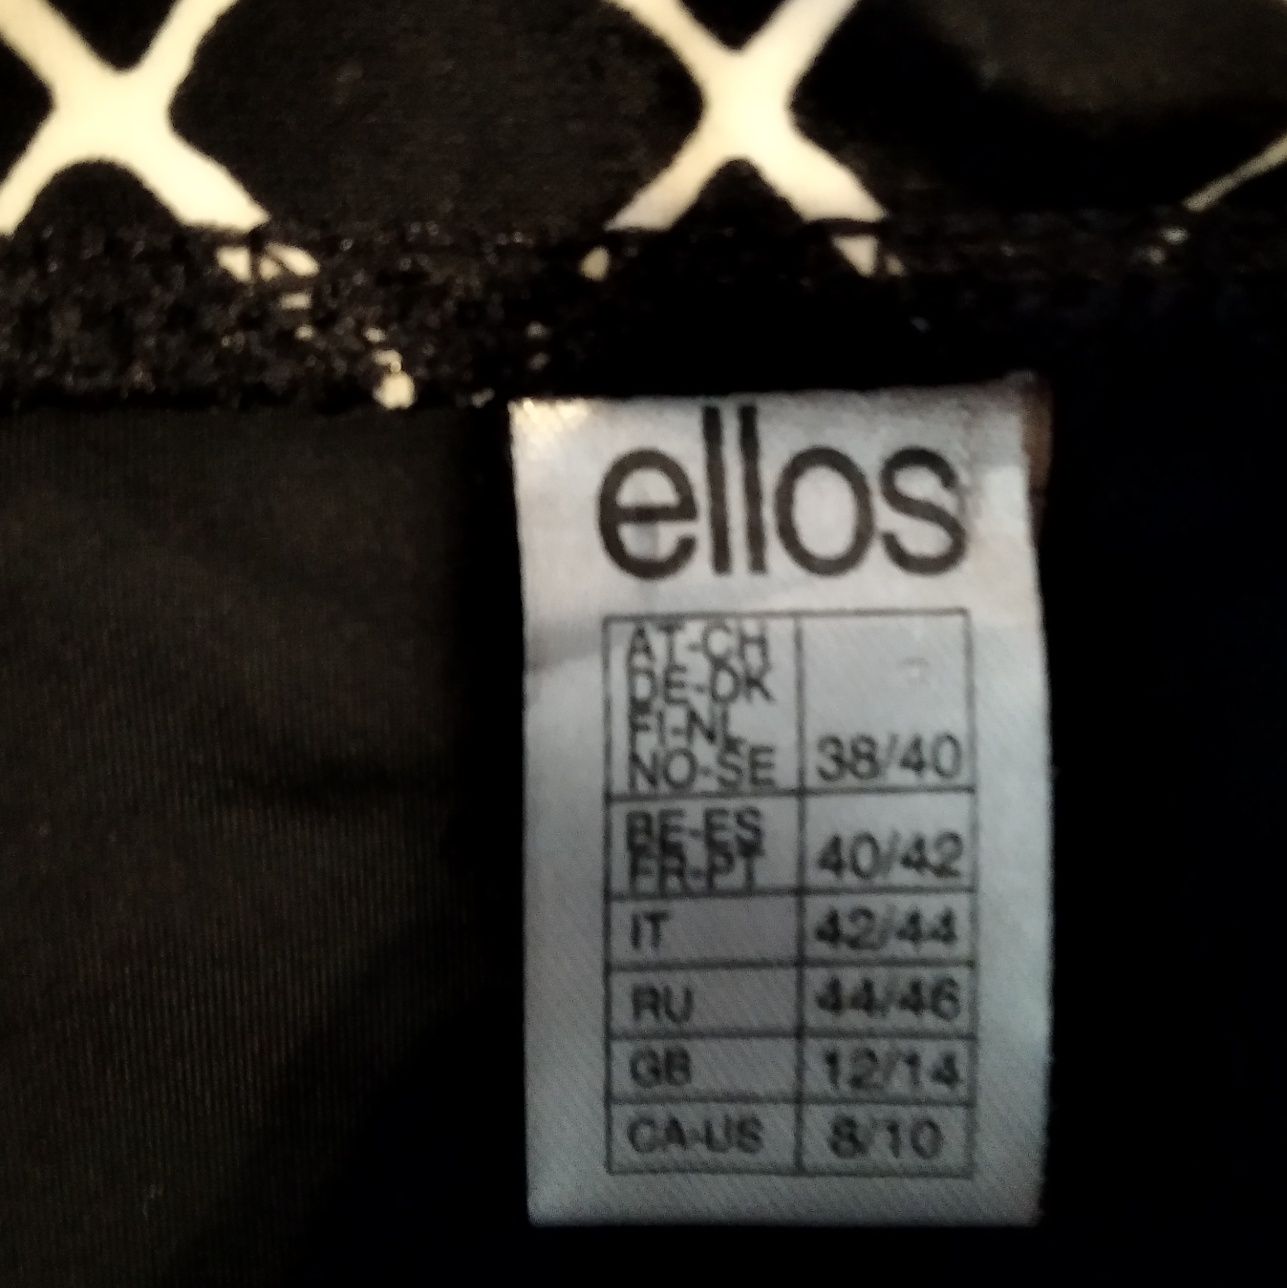 ellos
AT-CH
DE-DK
FI-NL
NO-SE 38/40
BE-ES
FR-PT 40/42
IT 42/44
RU 44/46
GB 12/14
CA-US 8/10